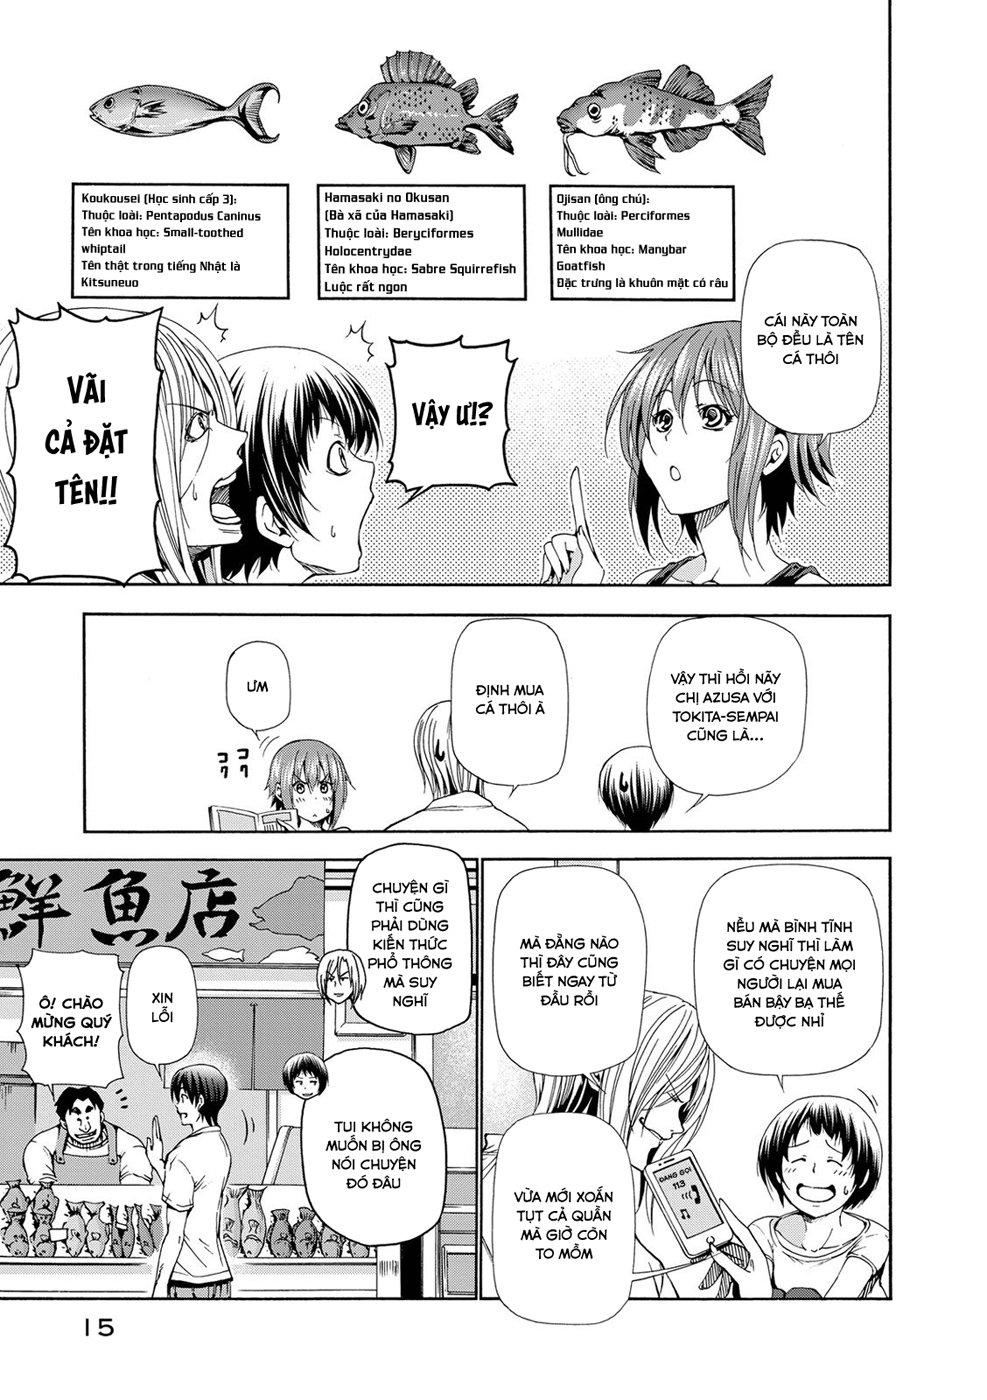 Koukousei (Học sinh cấp 3):
Thuộc loài: Pentapodus Caninus
Tên khoa học: Small-toothed
whiptail
Tên thật trong tiếng Nhật là
Kitsuneuo
Hamasaki no Okusan
(Bà xã của Hamasaki)
Thuộc loài: Beryciformes
Holocentrydae
Tên khoa học: Sabre Squirrefish
Luộc rất ngon
Ojisan (ông chú):
Thuộc loài: Perciformes
Mullidae
Tên khoa học: Manybar
Goatfish
Đặc trưng là khuôn mặt có râu
CÁI NÀY TOÀN
BỘ ĐỀU LÀ TÊN
CÁ THÔI
VẬY Ư!?
VÃI
CẢ ĐẶT
TÊN!!
VẬY THÌ HỒI NÃY
CHỊ AZUSA VỚI
TOKITA-SEMPAI
CŨNG LÀ...
ĐỊNH MUA
CÁ THÔI À
ƯM
コク
コク
NẾU MÀ BÌNH TĨNH
SUY NGHĨ THÌ LÀM
GÌ CÓ CHUYỆN MỌI
NGƯỜI LẠI MUA
BÁN BẬY BẠ THẾ
ĐƯỢC NHỈ
MÀ ĐẰNG NÀO
THÌ ĐÂY CŨNG
BIẾT NGAY TỪ
ĐẦU RỒI
VỪA MỚI XOẮN
TỤT CẢ QUẦN
MÀ GIỜ CÒN
TO MỒM
ĐANG GỌI
113
CHUYỆN GÌ
THÌ CŨNG
PHẢI DÙNG
KIẾN THỨC
PHỔ THÔNG
MÀ SUY
NGHĨ
TUI KHÔNG
MUỐN BỊ ÔNG
NÓI CHUYỆN
ĐÓ ĐÂU
鮮魚店
XIN
LỖI
Ô! CHÀO
MỪNG QUÝ
KHÁCH!
15